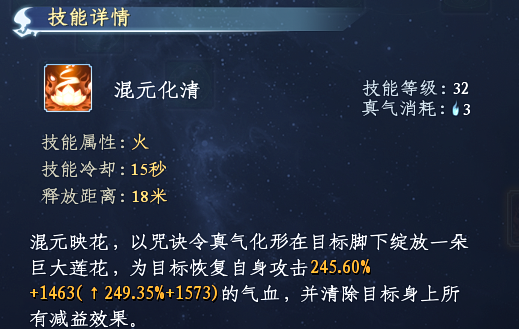 技能详情
混元化清
技能等级：32
真气消耗：3
技能属性：火
技能冷却：15秒
释放距离：18米
混元映花，以咒诀令真气化形在目标脚下绽放一朵
巨大莲花，为目标恢复自身攻击245.60%
+1463(↑249.35%+1573)的气血，并清除目标身上所
有减益效果。